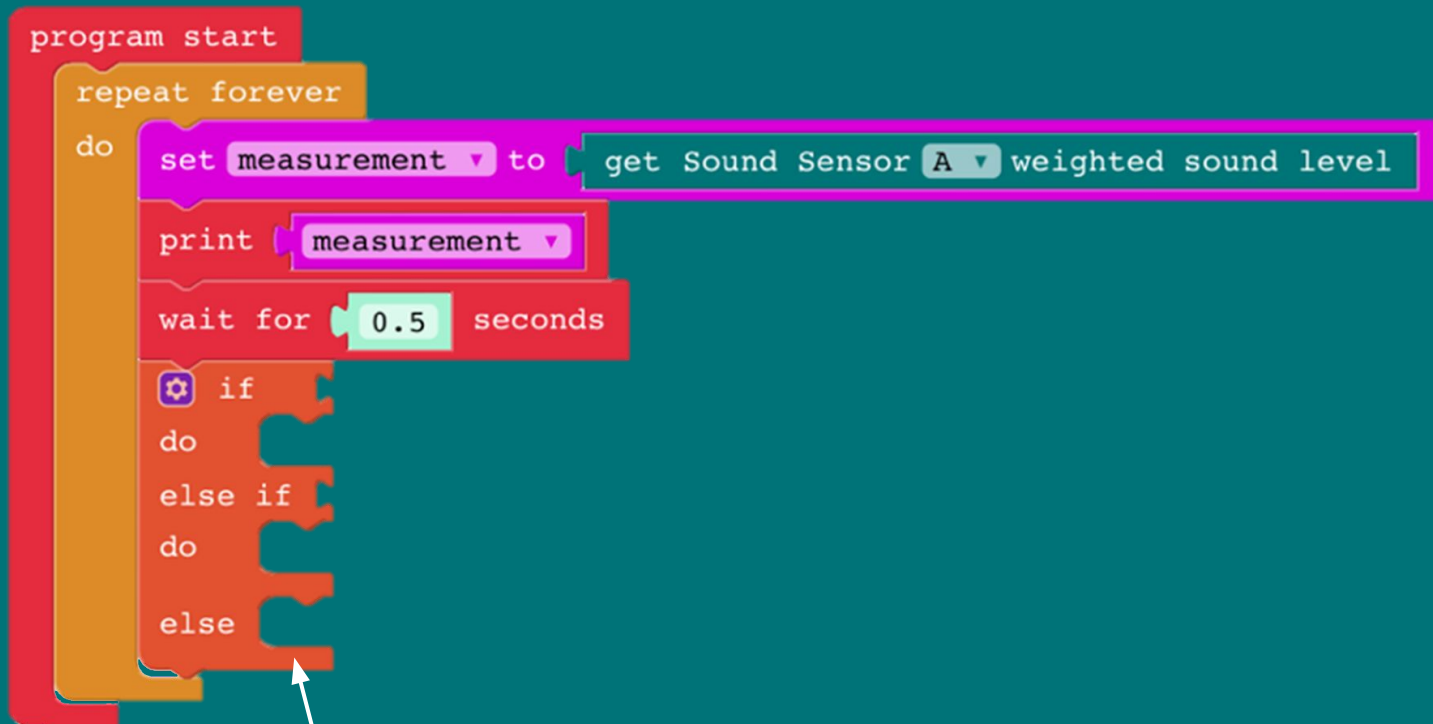 program start
repeat forever
do
set measurement ▼ to get Sound Sensor A ▼ weighted sound level
print measurement ▼
wait for 0.5 seconds
if
do
else if
do
else